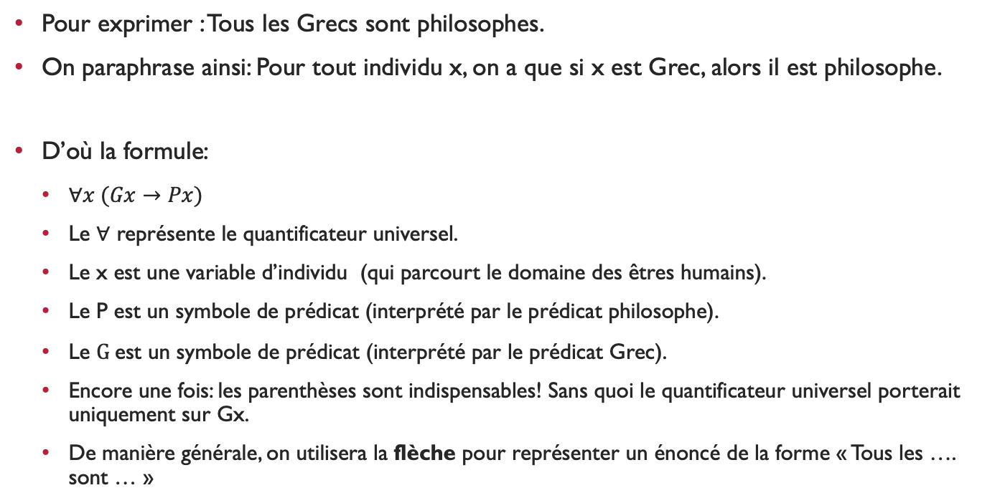 • Pour exprimer : Tous les Grecs sont philosophes.
• On paraphrase ainsi: Pour tout individu x, on a que si x est Grec, alors il est philosophe.
• D’où la formule:
• ∀x (Gx → Px)
• Le ∀ représente le quantificateur universel.
• Le x est une variable d’individu (qui parcourt le domaine des êtres humains).
• Le P est un symbole de prédicat (interprété par le prédicat philosophe).
• Le G est un symbole de prédicat (interprété par le prédicat Grec).
• Encore une fois: les parenthèses sont indispensables! Sans quoi le quantificateur universel porterait
uniquement sur Gx.
• De manière générale, on utilisera la flèche pour représenter un énoncé de la forme « Tous les ….
sont … »